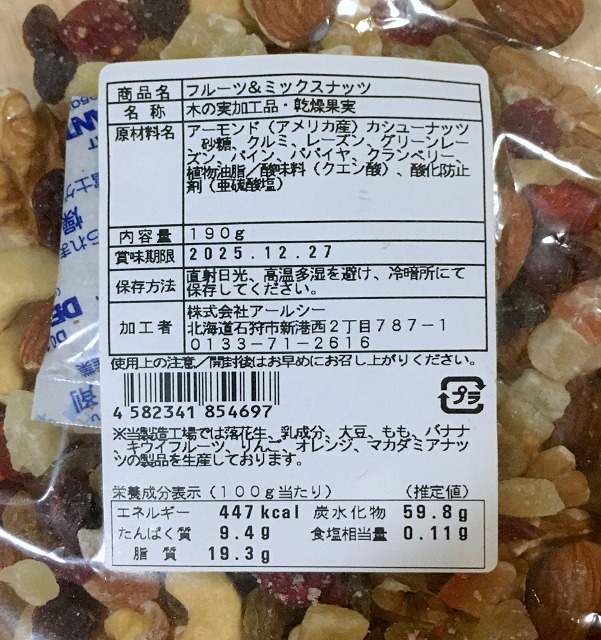 商品名 フルーツ&ミックスナッツ
名称 木の実加工品・乾燥果実
原材料名 アーモンド（アメリカ産）カシューナッツ
、砂糖、クルミ、レーズン、グリーンレー
ズン、パイン、パパイヤ、クランベリー、
植物油脂／酸味料（クエン酸）、酸化防止
剤（亜硫酸塩）
内容量 190g
賞味期限 2025.12.27
保存方法 直射日光、高温多湿を避け、冷暗所にて
保存してください。
加工者 株式会社アールシー
北海道石狩市新港西2丁目787-1
0133-71-2616
使用上の注意／開封後はお早めにお召し上がりください。
4582341854697
プラ
※当製造工場では落花生、乳成分、大豆、もも、バナナ
、キウイフルーツ、りんご、オレンジ、マカダミアナッ
ツの製品を生産しております。
栄養成分表示（100g当たり） （推定値）
エネルギー 447kcal 炭水化物 59.8g
たんぱく質 9.4g 食塩相当量 0.11g
脂質 19.3g